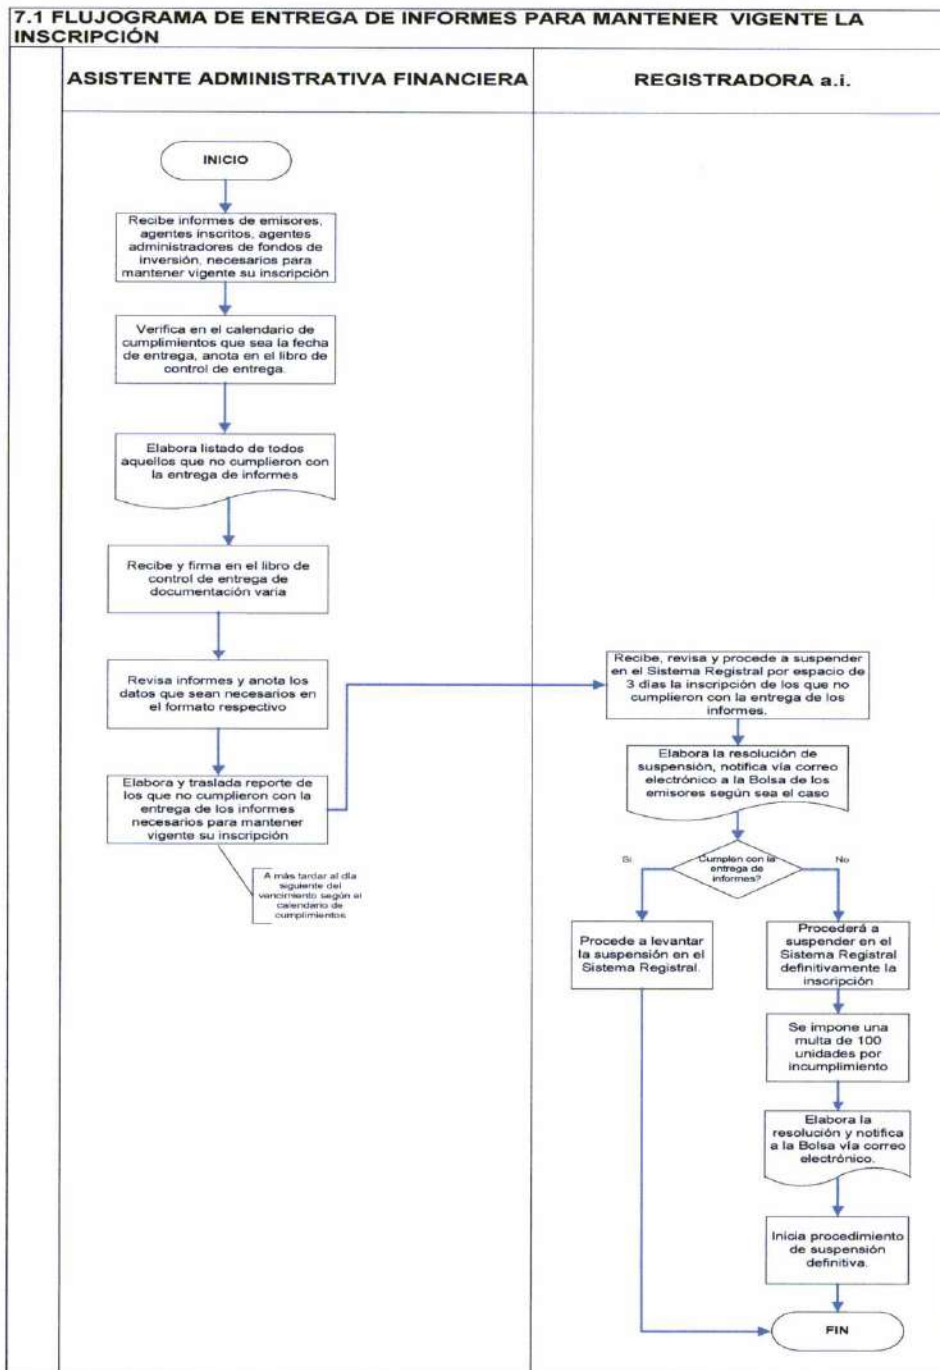 7.1 FLUJOGRAMA DE ENTREGA DE INFORMES PARA MANTENER VIGENTE LA
INSCRIPCIÓN
ASISTENTE ADMINISTRATIVA FINANCIERA
REGISTRADORA a.i.
INICIO
Recibe informes de emisores,
agentes inscritos, agentes
administradores de fondos de
inversión, necesarios para
mantener vigente su inscripción
Verifica en el calendario de
cumplimientos que sea la fecha
de entrega, anota en el libro de
control de entrega.
Elabora listado de todos
aquellos que no cumplieron con
la entrega de informes
Recibe y firma en el libro de
control de entrega de
documentación varia
Revisa informes y anota los
datos que sean necesarios en
el formato respectivo
Elabora y traslada reporte de
los que no cumplieron con la
entrega de los informes
necesarios para mantener
vigente su inscripción
A más tardar al día
siguiente del
vencimiento según el
calendario de
cumplimientos
Recibe, revisa y procede a suspender
en el Sistema Registral por espacio de
3 días la inscripción de los que no
cumplieron con la entrega de los
informes.
Elabora la resolución de
suspensión, notifica vía correo
electrónico a la Bolsa de los
emisores según sea el caso
Cumplen con la
entrega de
informes?
Si
No
Procede a levantar
la suspensión en el
Sistema Registral.
Procederá a
suspender en el
Sistema Registral
definitivamente la
inscripción
Se impone una
multa de 100
unidades por
incumplimiento
Elabora la
resolución y notifica
a la Bolsa vía correo
electrónico.
Inicia procedimiento
de suspensión
definitiva.
FIN